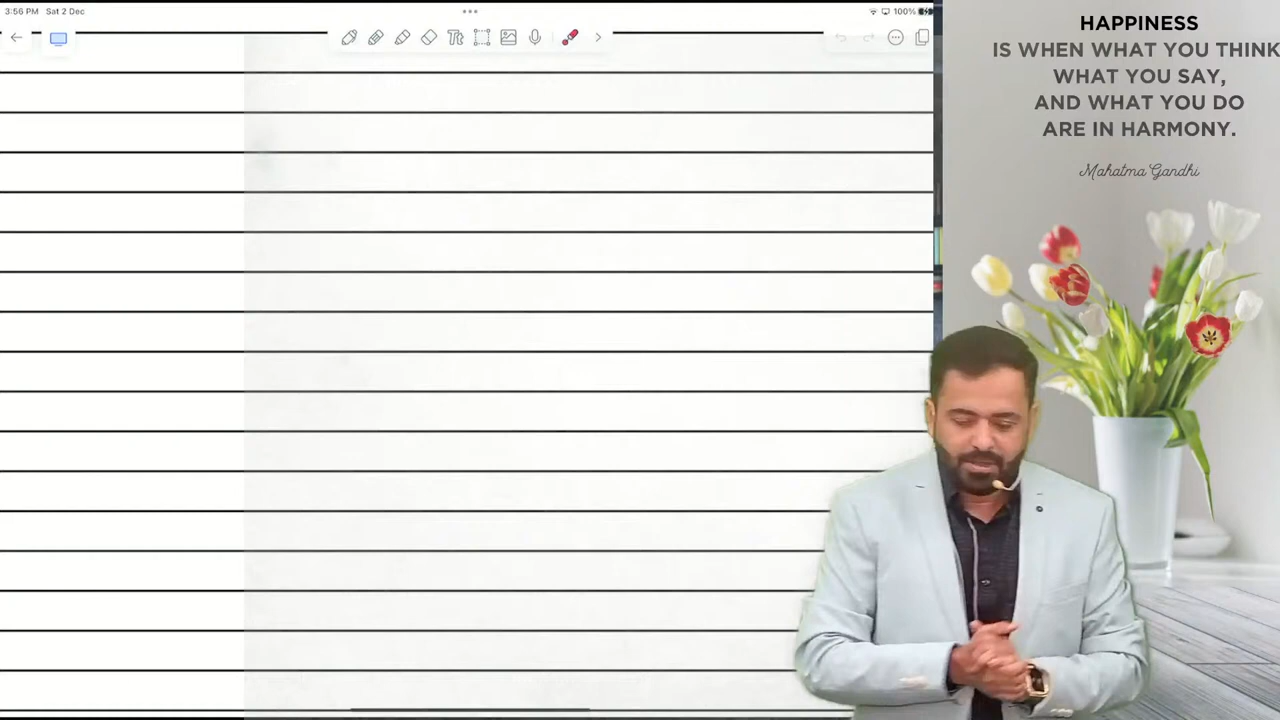 3:56 PM Sat 2 Dec
100%
Tt
HAPPINESS
IS WHEN WHAT YOU THINK
WHAT YOU SAY,
AND WHAT YOU DO
ARE IN HARMONY.
Mahatma Gandhi